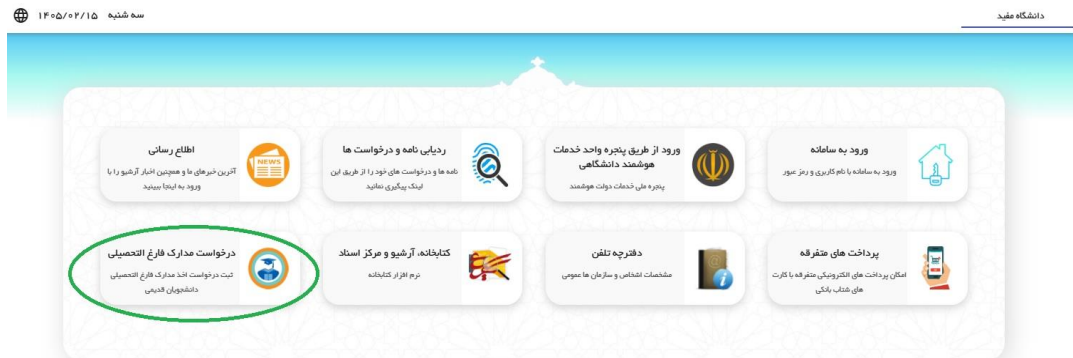 دانشگاه مفید
سه شنبه ۱۴۰۵/۰۲/۱۵
ورود به سامانه
ورود به سامانه با نام کاربری و رمز عبور
ورود از طریق پنجره واحد خدمات
هوشمند دانشگاهی
پنجره ملی خدمات دولت هوشمند
ردیابی نامه و درخواست ها
نامه ها و درخواست های خود را از طریق این
لینک پیگیری نمائید
اطلاع رسانی
آخرین خبرهای ما و همچنین اخبار آرشیو را با
ورود به اینجا ببینید
NEWS
پرداخت های متفرقه
امکان پرداخت های الکترونیکی متفرقه با کارت
های شتاب بانکی
دفترچه تلفن
مشخصات اشخاص و سازمان ها عمومی
کتابخانه، آرشیو و مرکز اسناد
نرم افزار کتابخانه
درخواست مدارک فارغ التحصیلی
ثبت درخواست اخذ مدارک فارغ التحصیلی
دانشجویان قدیمی